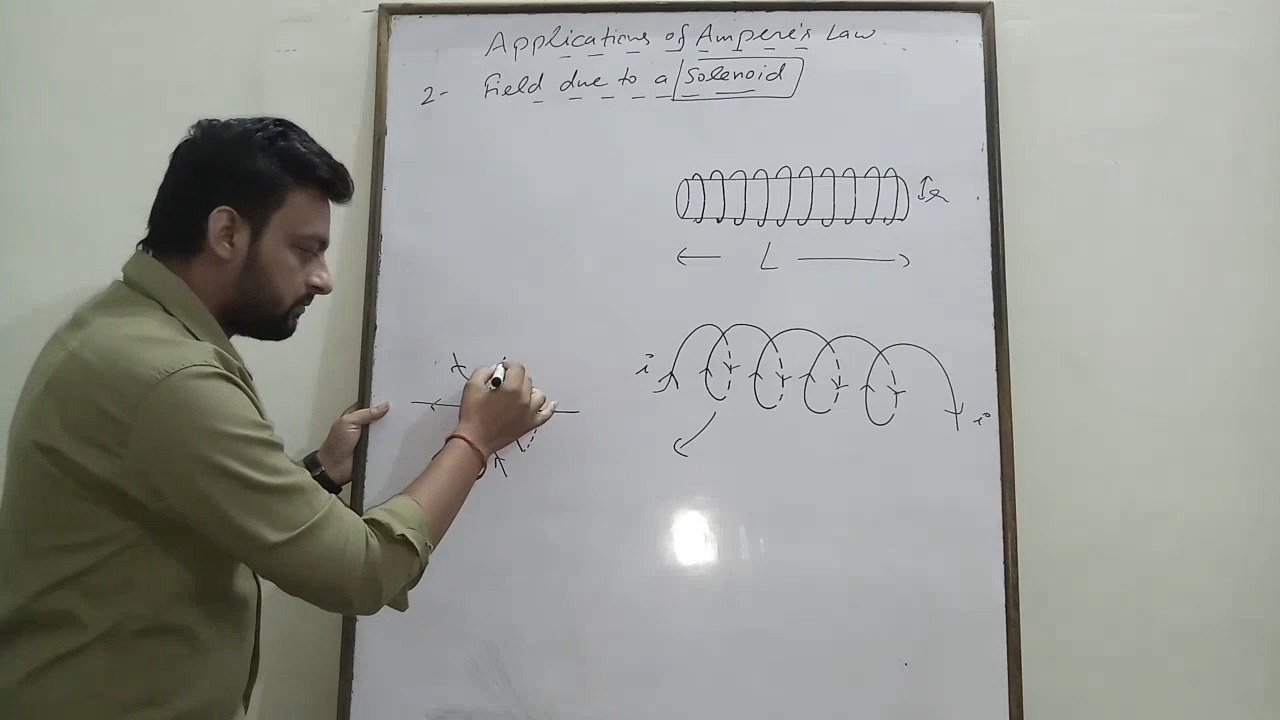 Applications of Ampere's Law
2- Field due to a Solenoid
r
L
i
i